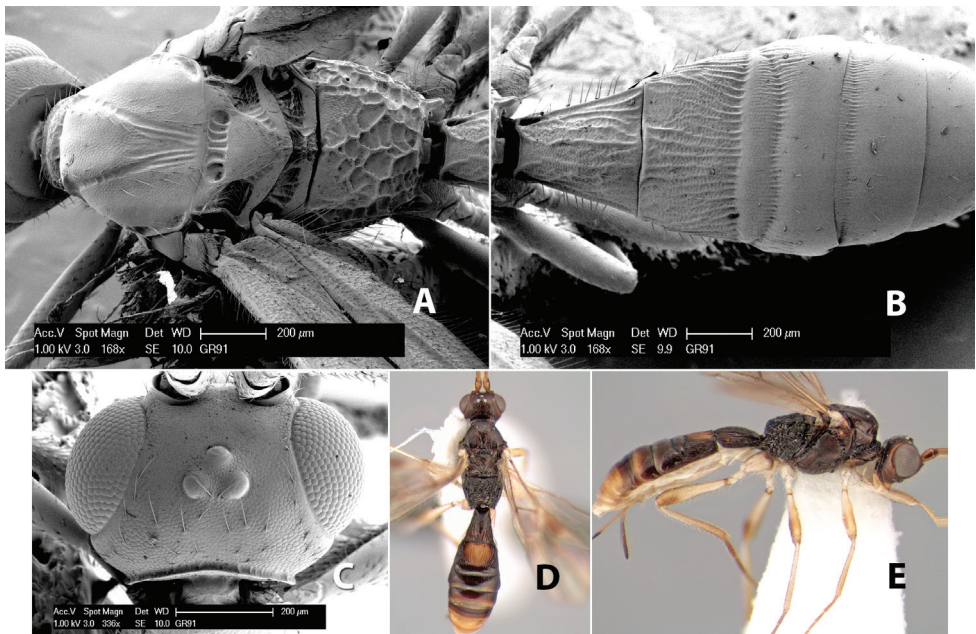 A
Acc.V Spot Magn Det WD 200 µm
1.00 kV 3.0 168x SE 10.0 GR91
B
Acc.V Spot Magn Det WD 200 µm
1.00 kV 3.0 168x SE 9.9 GR91
C
Acc.V Spot Magn Det WD 200 µm
1.00 kV 3.0 336x SE 10.0 GR91
D
E